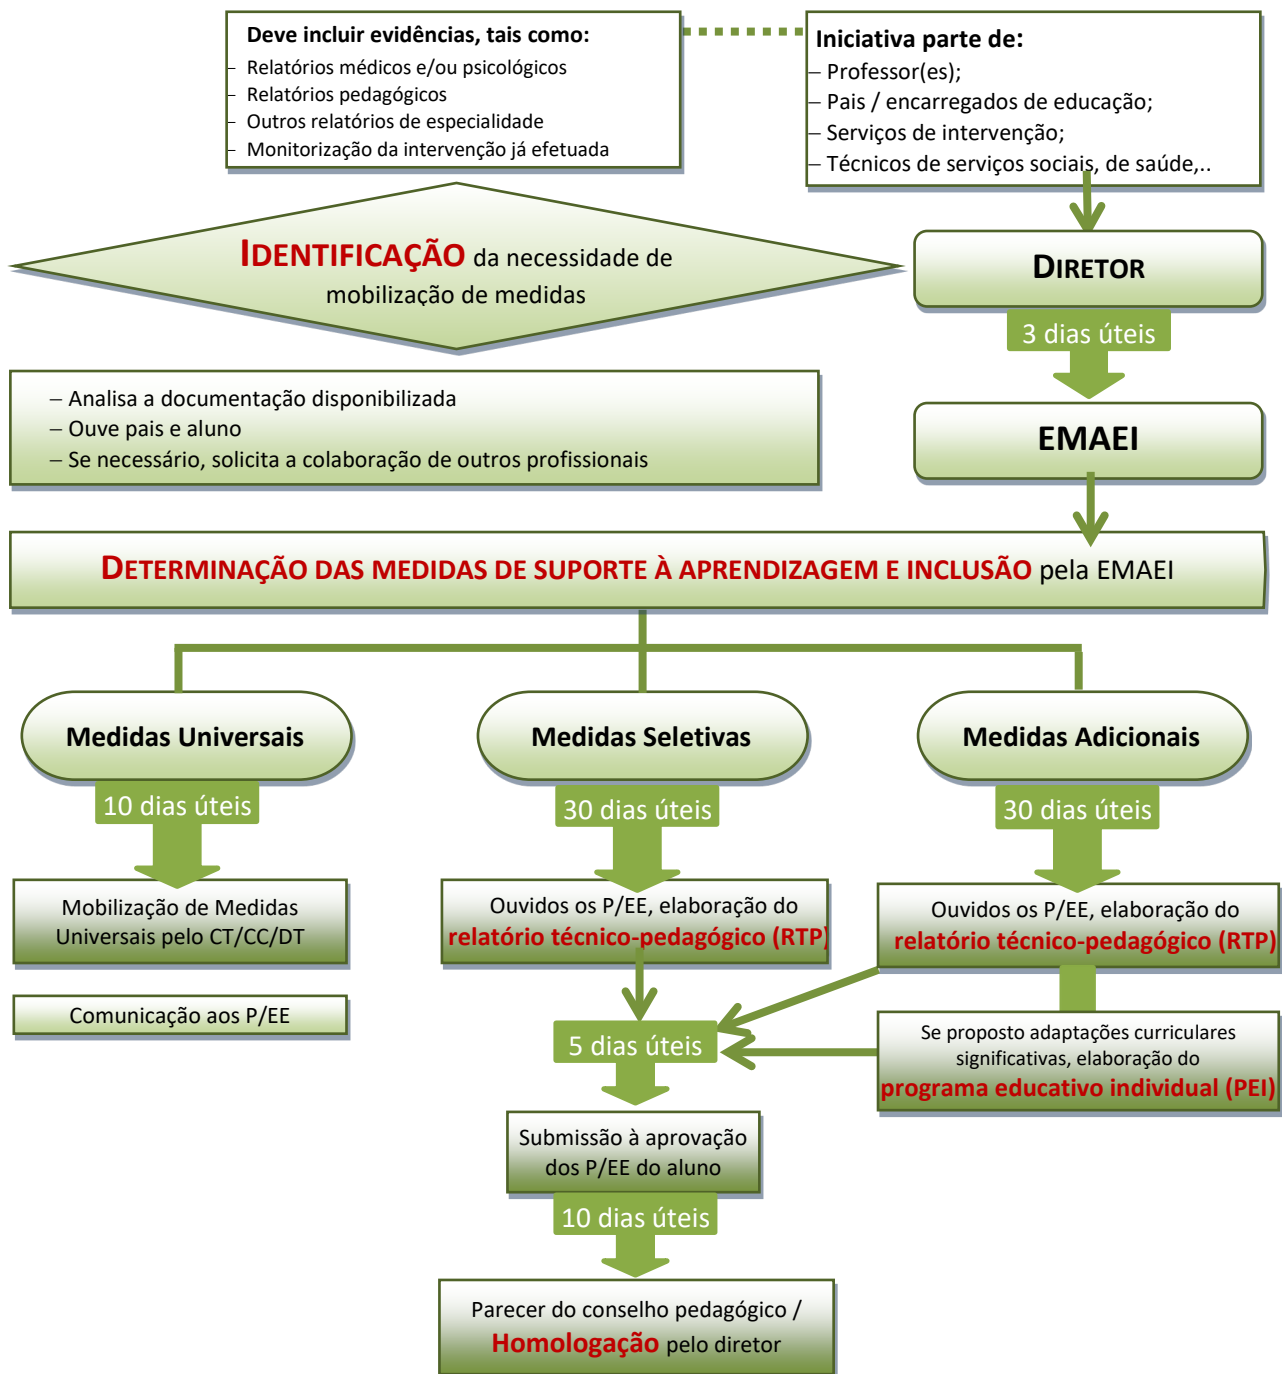 Deve incluir evidências, tais como:
– Relatórios médicos e/ou psicológicos
– Relatórios pedagógicos
– Outros relatórios de especialidade
– Monitorização da intervenção já efetuada
Iniciativa parte de:
– Professor(es);
– Pais / encarregados de educação;
– Serviços de intervenção;
– Técnicos de serviços sociais, de saúde,..
IDENTIFICAÇÃO da necessidade de
mobilização de medidas
DIRETOR
3 dias úteis
– Analisa a documentação disponibilizada
– Ouve pais e aluno
– Se necessário, solicita a colaboração de outros profissionais
EMAEI
DETERMINAÇÃO DAS MEDIDAS DE SUPORTE À APRENDIZAGEM E INCLUSÃO pela EMAEI
Medidas Universais
Medidas Seletivas
Medidas Adicionais
10 dias úteis
30 dias úteis
30 dias úteis
Mobilização de Medidas
Universais pelo CT/CC/DT
Comunicação aos P/EE
Ouvidos os P/EE, elaboração do
relatório técnico-pedagógico (RTP)
Ouvidos os P/EE, elaboração do
relatório técnico-pedagógico (RTP)
5 dias úteis
Se proposto adaptações curriculares
significativas, elaboração do
programa educativo individual (PEI)
Submissão à aprovação
dos P/EE do aluno
10 dias úteis
Parecer do conselho pedagógico /
Homologação pelo diretor